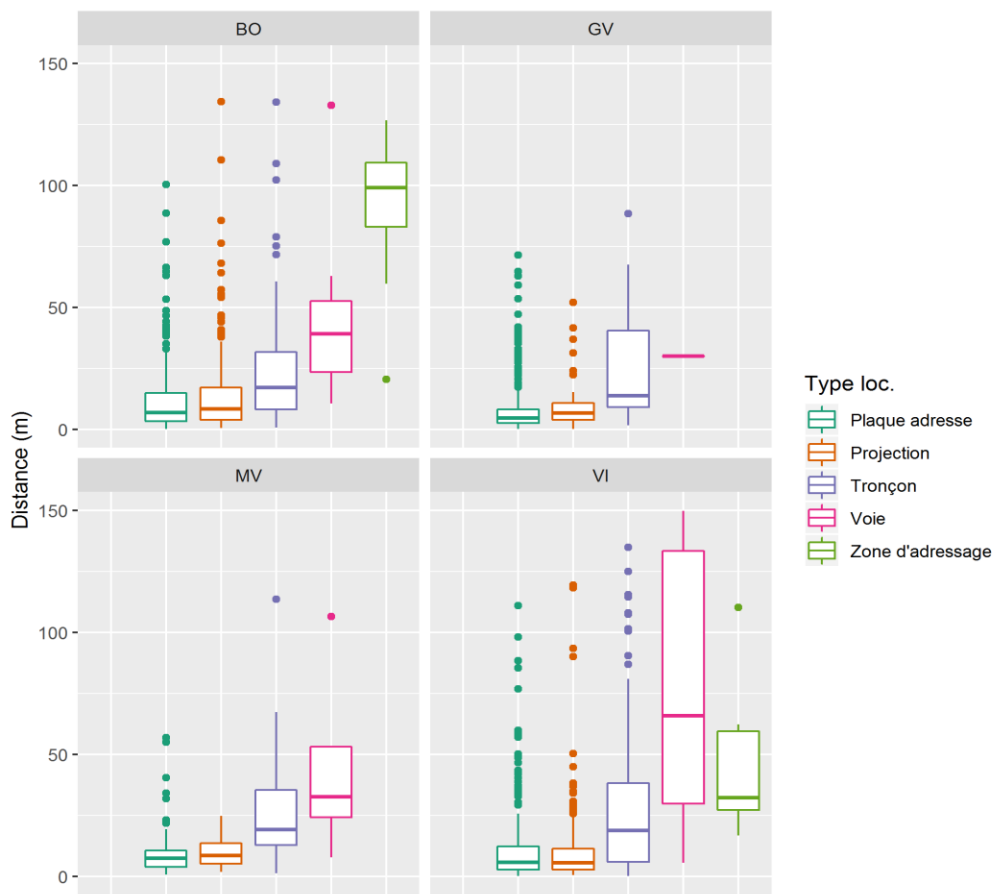 BO
GV
150
100
50
0
MV
VI
150
100
50
0
Distance (m)
Type loc.
Plaque adresse
Projection
Tronçon
Voie
Zone d'adressage